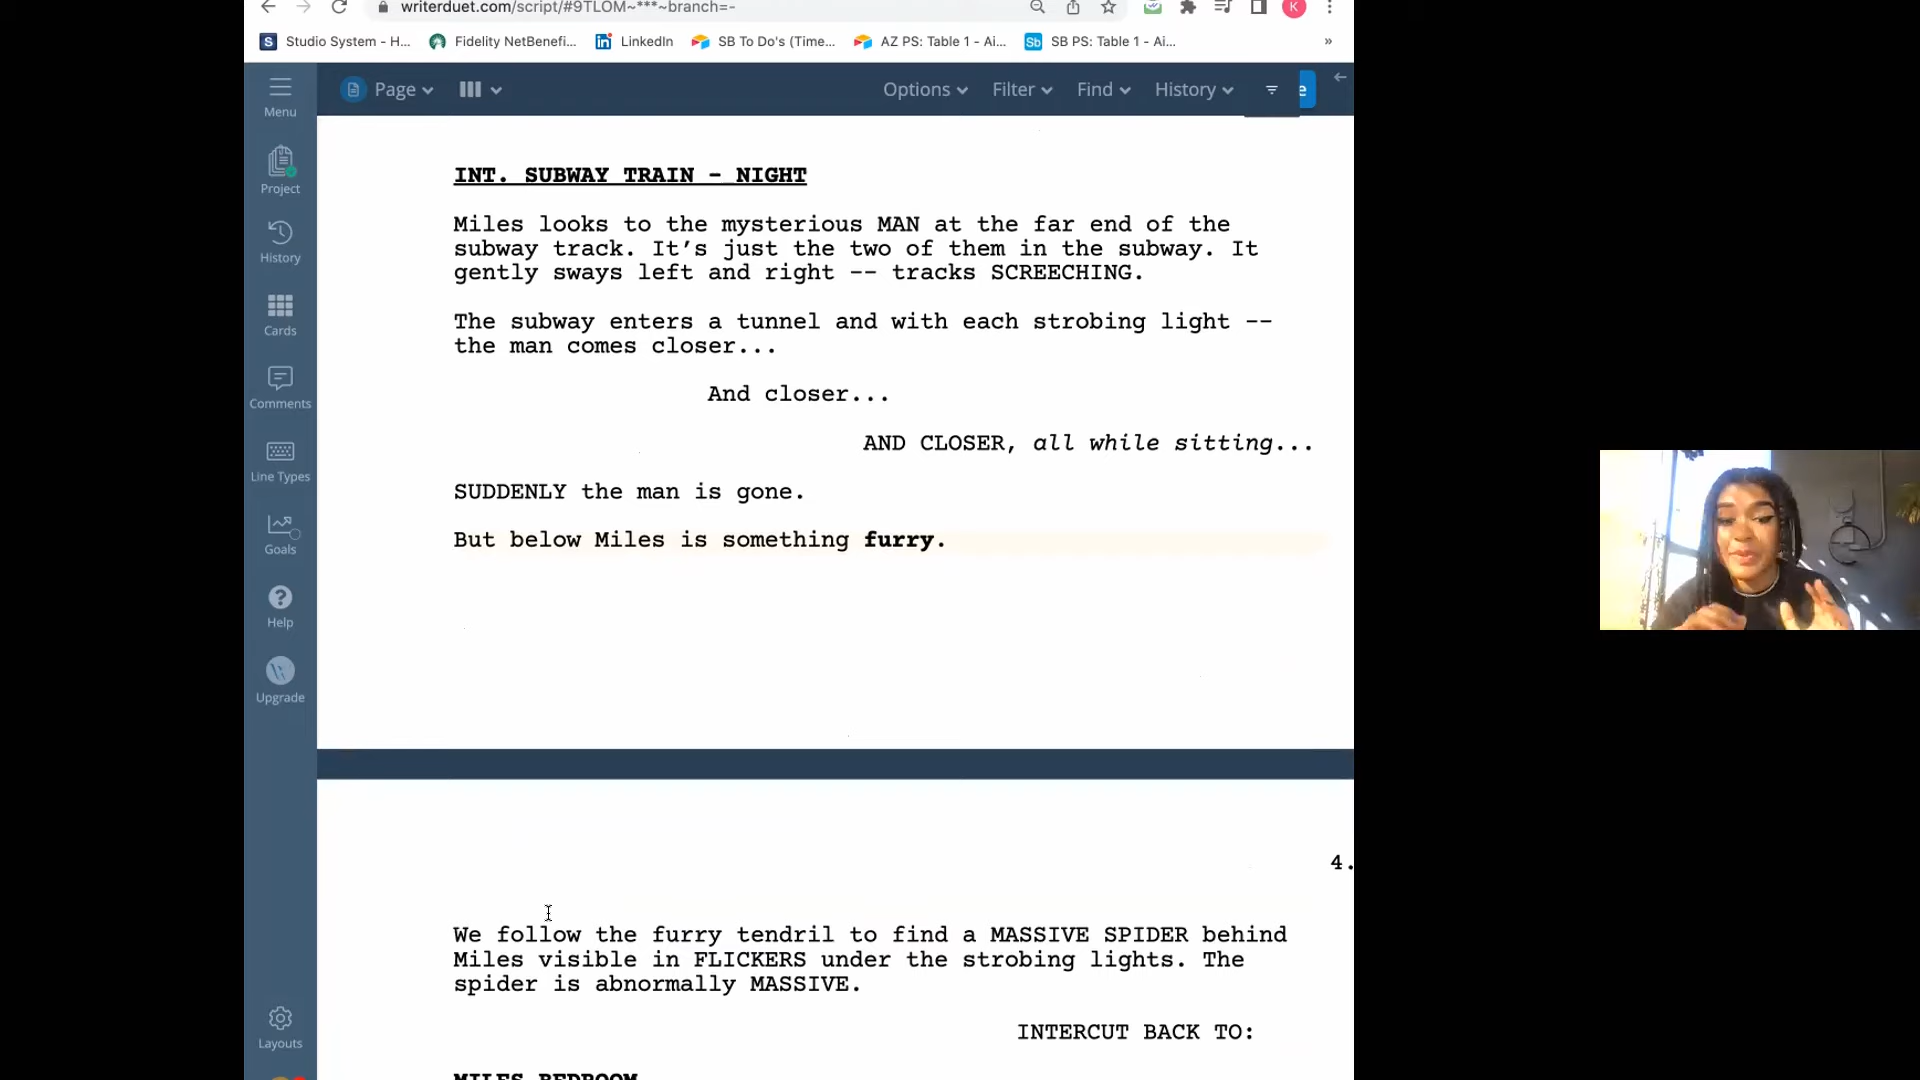 writerduet.com/script/#9TLOM~***~branch=-
K
S Studio System - H...
Fidelity NetBenefi...
in LinkedIn
SB To Do's (Time...
AZ PS: Table 1 - Ai...
Sb SB PS: Table 1 - Ai...
»
Menu
Page
Options
Filter
Find
History
e
Project
History
Cards
Comments
Line Types
Goals
Help
Upgrade
Layouts
INT. SUBWAY TRAIN - NIGHT
Miles looks to the mysterious MAN at the far end of the
subway track. It's just the two of them in the subway. It
gently sways left and right -- tracks SCREECHING.
The subway enters a tunnel and with each strobing light --
the man comes closer...
And closer...
AND CLOSER, all while sitting...
SUDDENLY the man is gone.
But below Miles is something furry.
4.
We follow the furry tendril to find a MASSIVE SPIDER behind
Miles visible in FLICKERS under the strobing lights. The
spider is abnormally MASSIVE.
INTERCUT BACK TO:
MILES BEDROOM